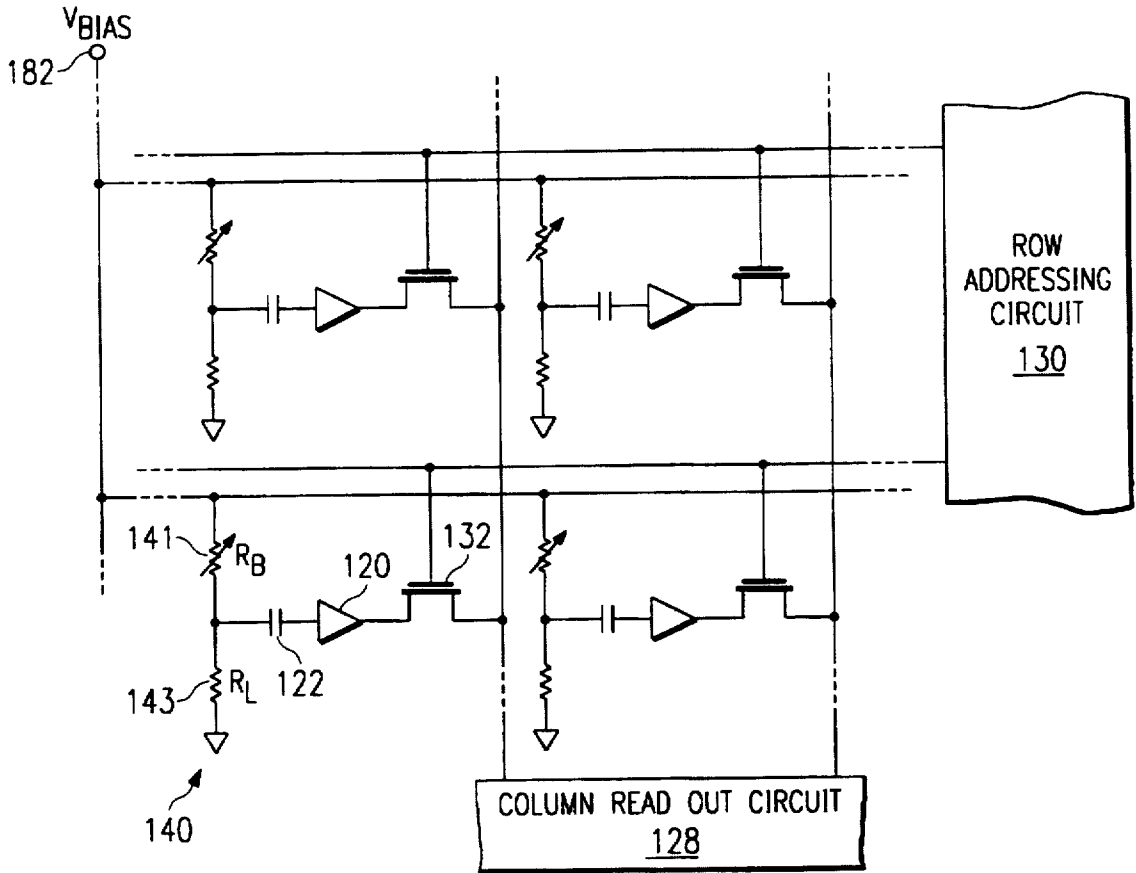 VBIAS
182
ROW
ADDRESSING
CIRCUIT
130
141
RB
120
132
122
143
RL
140
COLUMN READ OUT CIRCUIT
128